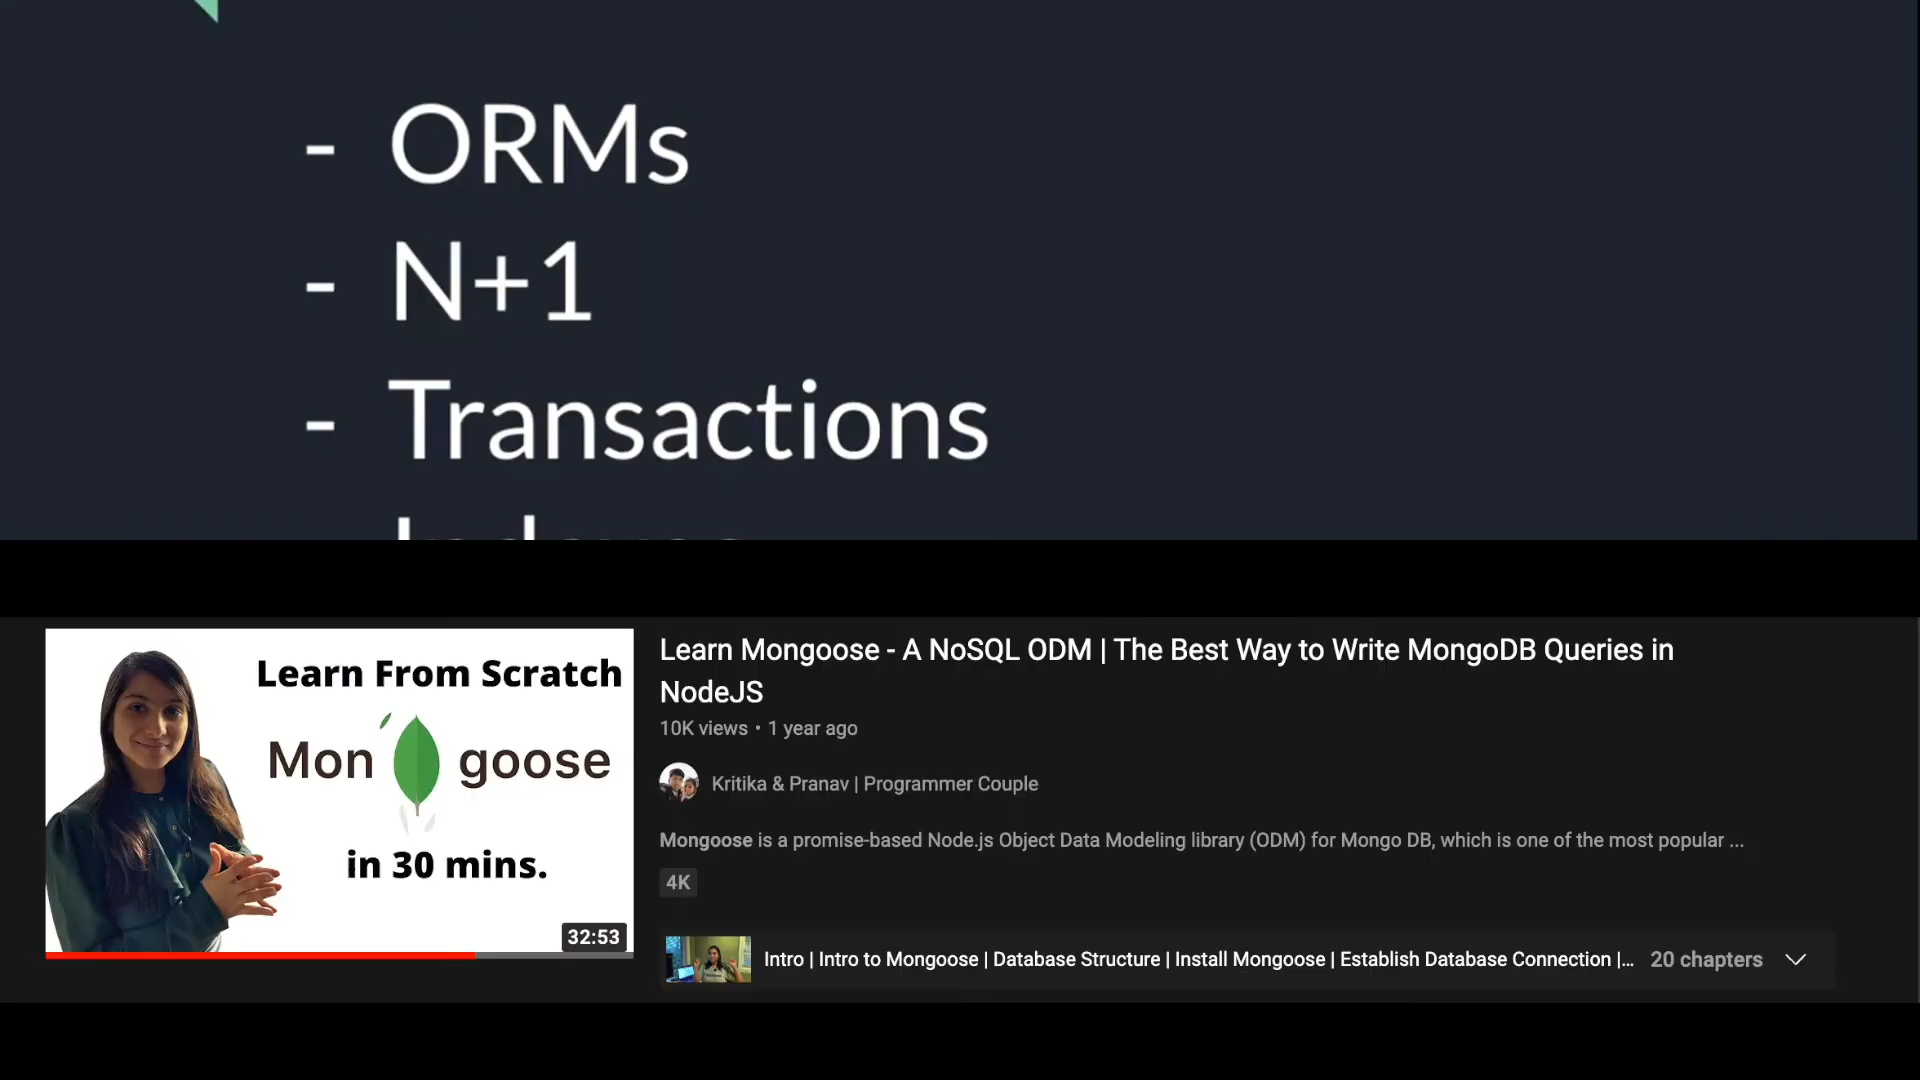 - ORMs
- N+1
- Transactions
Learn From Scratch
Mon goose
in 30 mins.
32:53
Learn Mongoose - A NoSQL ODM | The Best Way to Write MongoDB Queries in
NodeJS
10K views • 1 year ago
Kritika & Pranav | Programmer Couple
Mongoose is a promise-based Node.js Object Data Modeling library (ODM) for Mongo DB, which is one of the most popular ...
4K
Intro | Intro to Mongoose | Database Structure | Install Mongoose | Establish Database Connection |... 20 chapters